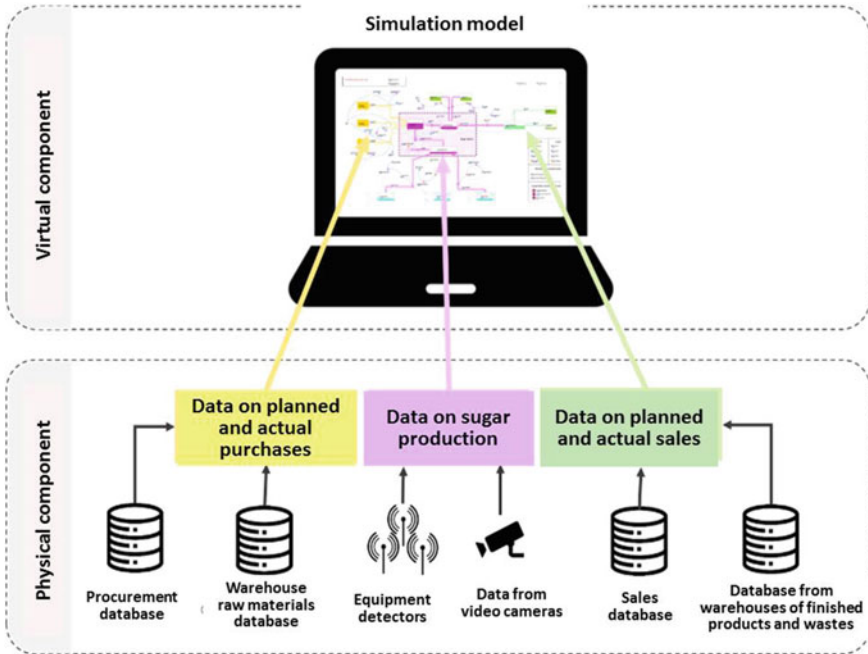 Simulation model
Virtual component
Data on planned
and actual
purchases
Data on sugar
production
Data on planned
and actual sales
Physical component
Procurement
database
Warehouse
raw materials
database
Equipment
detectors
Data from
video cameras
Sales
database
Database from
warehouses of finished
products and wastes